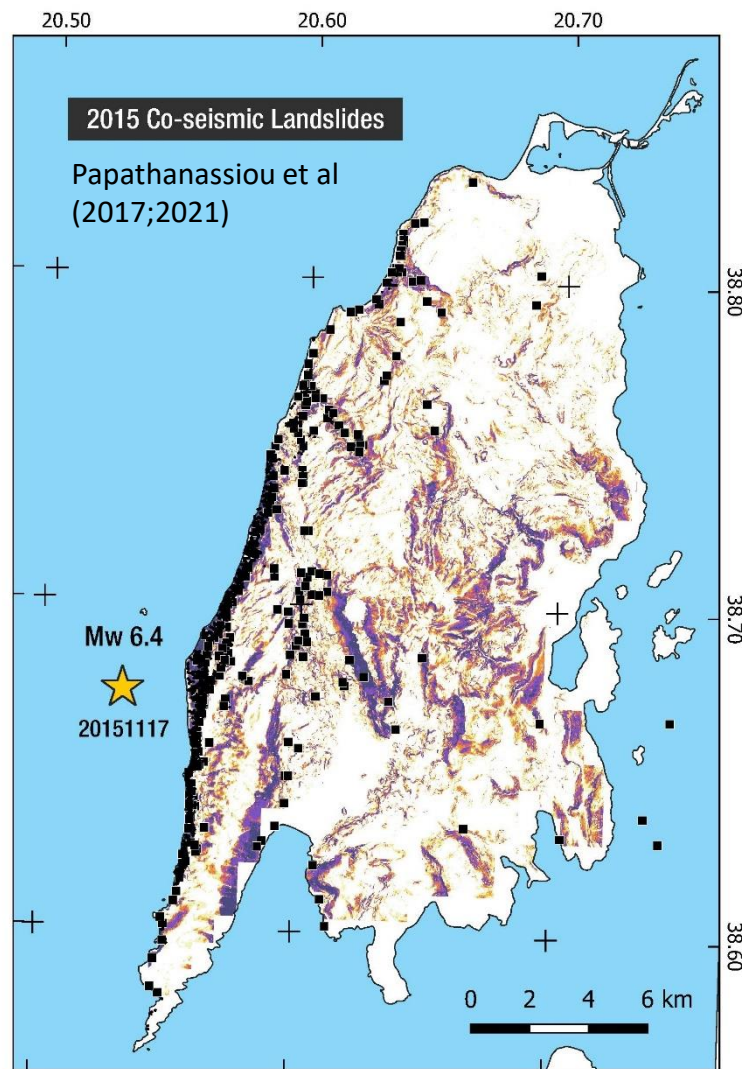 20.50 20.60 20.70
2015 Co-seismic Landslides
Papathanassiou et al
(2017;2021)
38.80
38.70
Mw 6.4
20151117
38.60
0 2 4 6 km